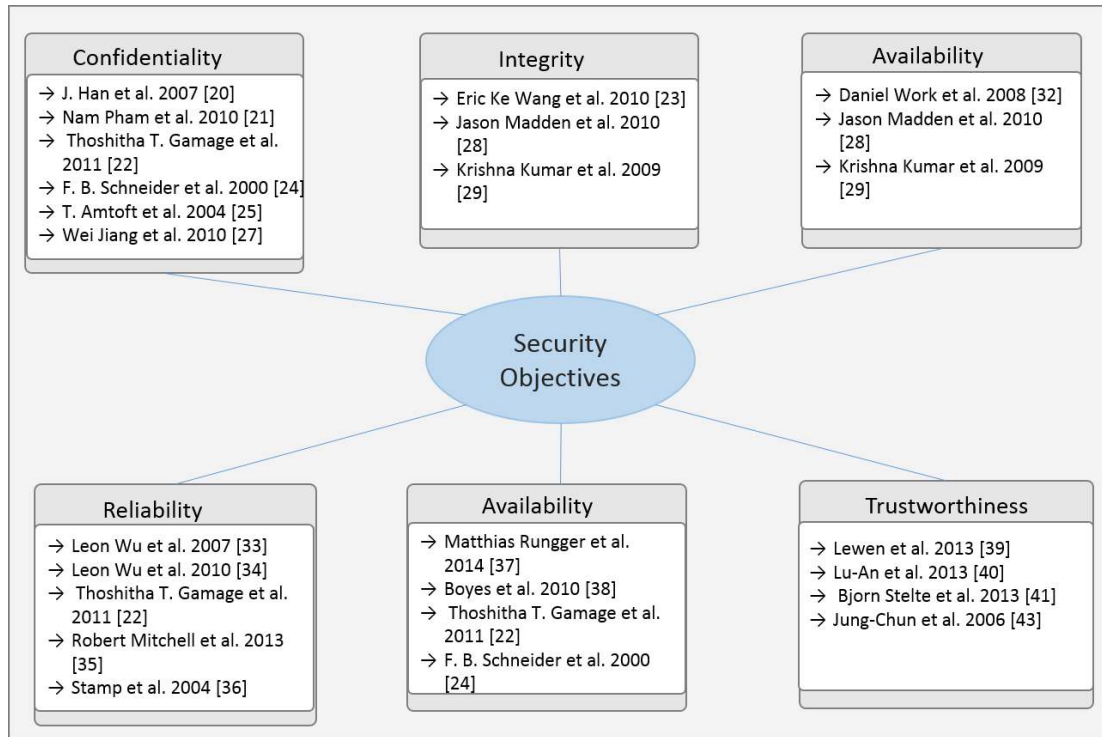 Confidentiality
→ J. Han et al. 2007 [20]
→ Nam Pham et al. 2010 [21]
→ Thoshitha T. Gamage et al.
2011 [22]
→ F. B. Schneider et al. 2000 [24]
→ T. Amtoft et al. 2004 [25]
→ Wei Jiang et al. 2010 [27]
Integrity
→ Eric Ke Wang et al. 2010 [23]
→ Jason Madden et al. 2010
[28]
→ Krishna Kumar et al. 2009
[29]
Availability
→ Daniel Work et al. 2008 [32]
→ Jason Madden et al. 2010
[28]
→ Krishna Kumar et al. 2009
[29]
Security
Objectives
Reliability
→ Leon Wu et al. 2007 [33]
→ Leon Wu et al. 2010 [34]
→ Thoshitha T. Gamage et al.
2011 [22]
→ Robert Mitchell et al. 2013
[35]
→ Stamp et al. 2004 [36]
Availability
→ Matthias Rungger et al.
2014 [37]
→ Boyes et al. 2010 [38]
→ Thoshitha T. Gamage et al.
2011 [22]
→ F. B. Schneider et al. 2000
[24]
Trustworthiness
→ Lewen et al. 2013 [39]
→ Lu-An et al. 2013 [40]
→ Bjorn Stelte et al. 2013 [41]
→ Jung-Chun et al. 2006 [43]